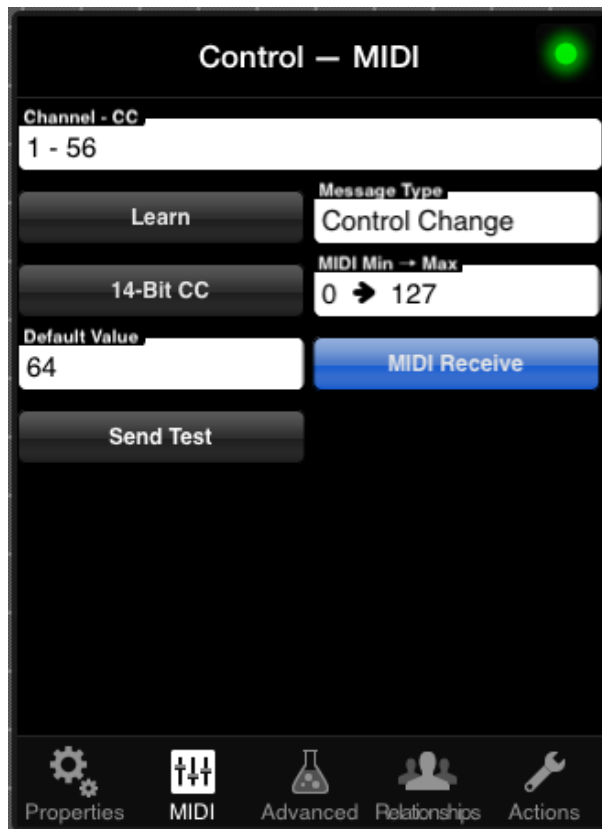 Control — MIDI
Channel - CC
1 - 56
Learn
Message Type
Control Change
14-Bit CC
MIDI Min → Max
0 ➔ 127
Default Value
64
MIDI Receive
Send Test
Properties MIDI Advanced Relationships Actions